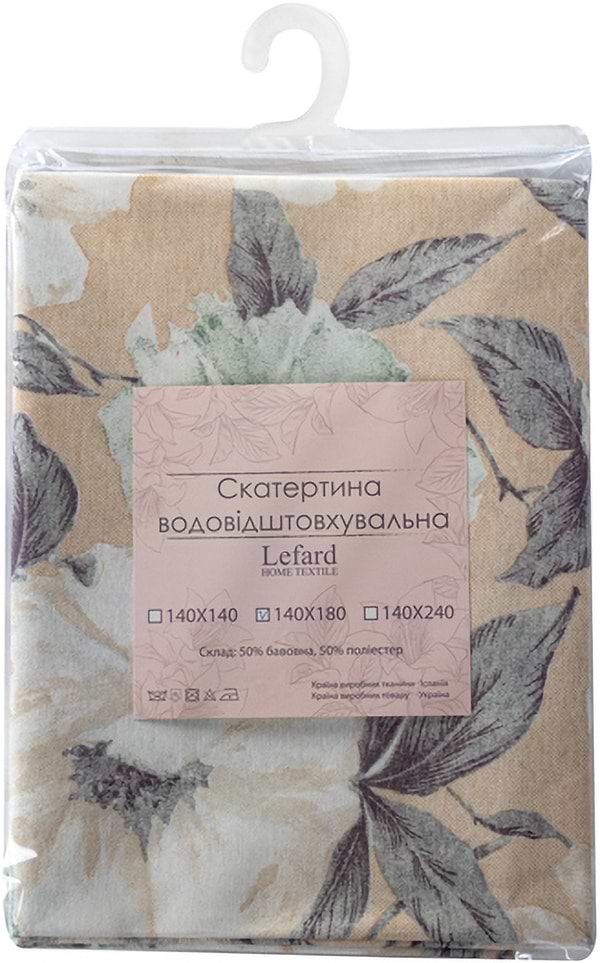 Скатертина
водовідштовхувальна
Lefard
HOME TEXTILE
140X140 140X180 140X240
Склад: 50% бавовна, 50% поліестер
Країна виробник тканини Іспанія
Країна виробник товару Україна